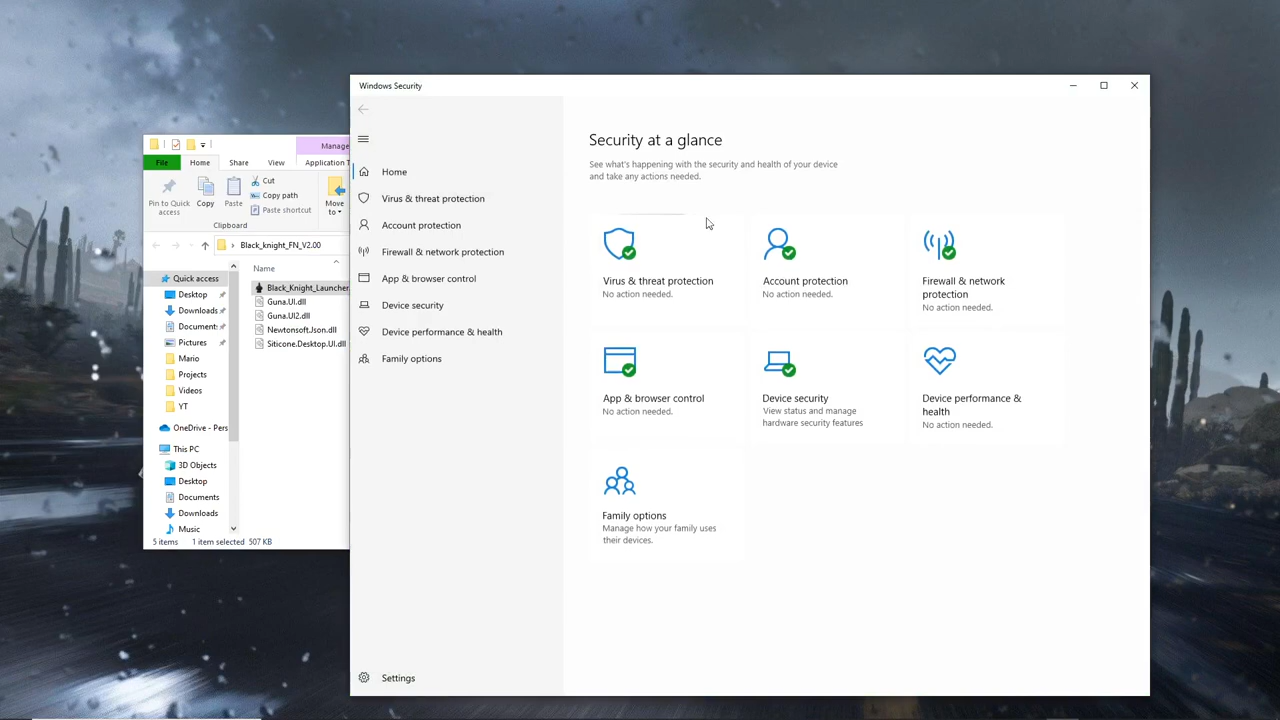 Windows Security
Manage
File
Home
Share
View
Application T
Pin to Quick
access
Copy
Paste
Cut
Copy path
Paste shortcut
Move
to
Clipboard
Black_knight_FN_V2.00
Quick access
Desktop
Downloads
Document:
Pictures
Mario
Projects
Videos
YT
OneDrive - Pers
This PC
3D Objects
Desktop
Documents
Downloads
Music
Name
Black_Knight_Launcher.
Guna.UI.dll
Guna.UI2.dll
Newtonsoft.Json.dll
Siticone.Desktop.UI.dll
5 items
1 item selected 507 KB
Home
Virus & threat protection
Account protection
Firewall & network protection
App & browser control
Device security
Device performance & health
Family options
Settings
Security at a glance
See what's happening with the security and health of your device
and take any actions needed.
Virus & threat protection
No action needed.
Account protection
No action needed.
Firewall & network
protection
No action needed.
App & browser control
No action needed.
Device security
View status and manage
hardware security features
Device performance &
health
No action needed.
Family options
Manage how your family uses
their devices.